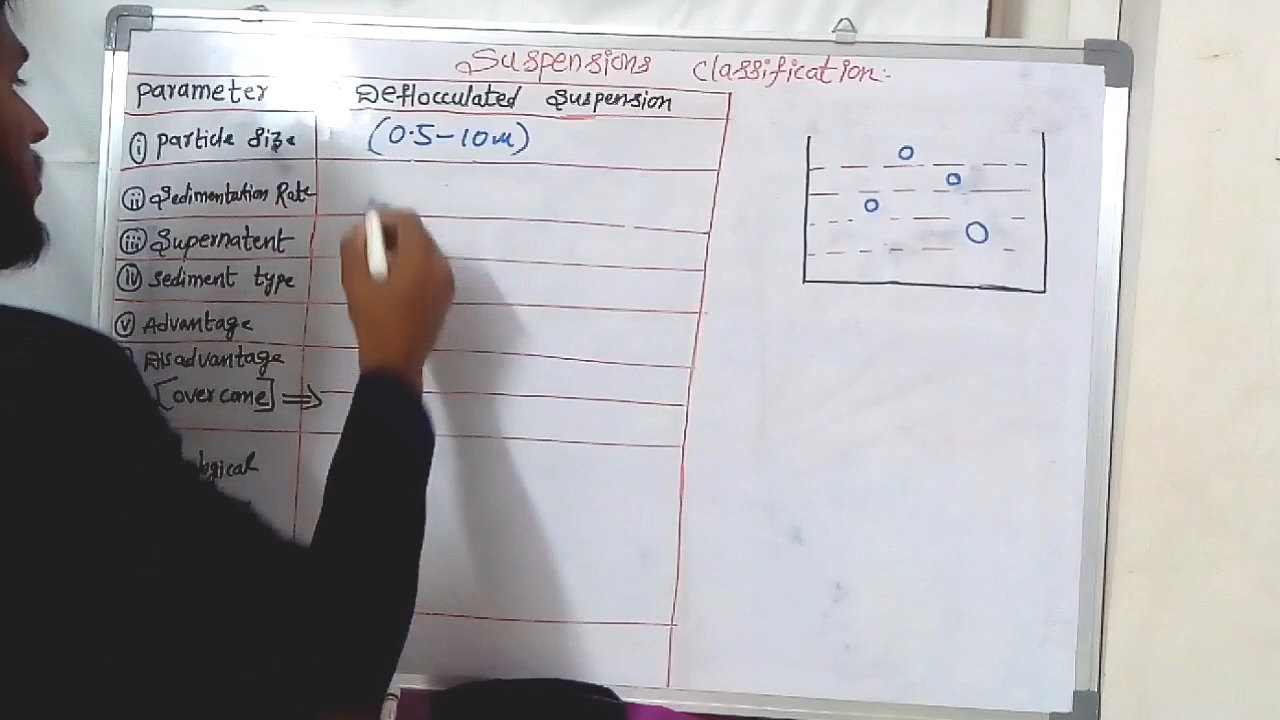 Suspensions Classification:-
Parameter Deflocculated Suspension
(i) Particle Size (0.5-10m)
(ii) Sedimentation Rate
(iii) Supernatent
(iv) Sediment type
(v) Advantage
Disadvantage
[over come] ⇒